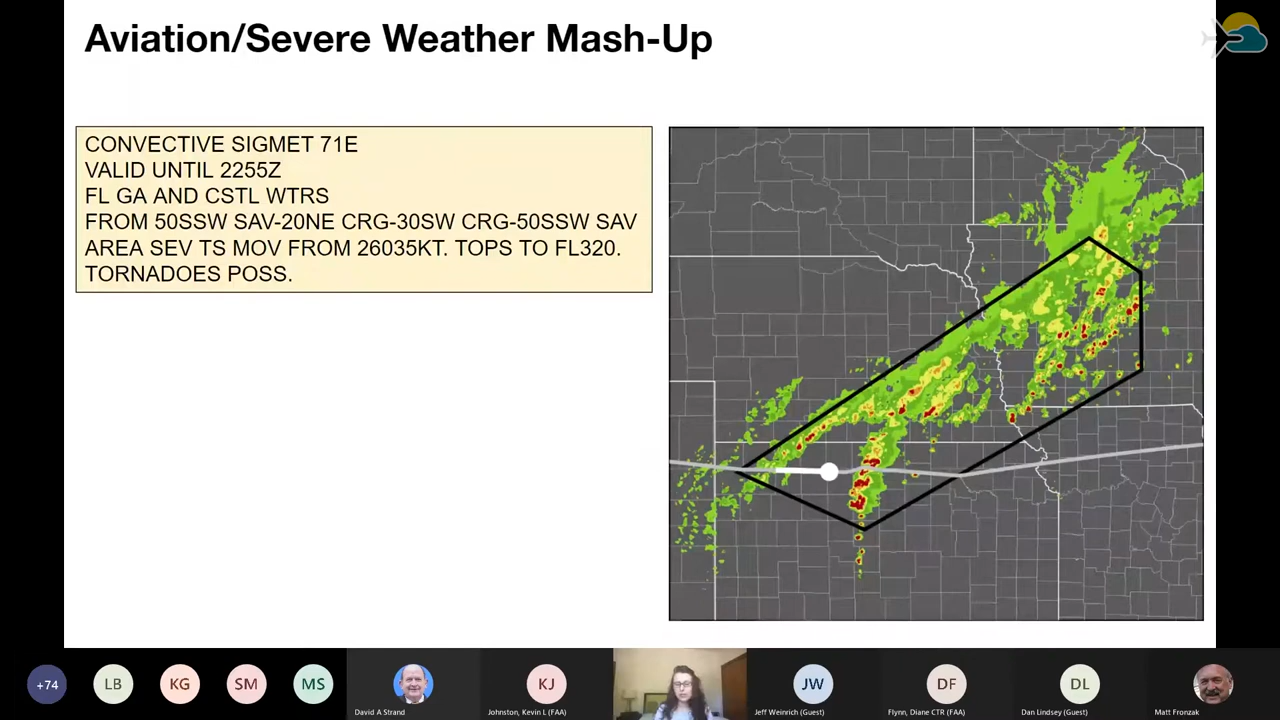 Aviation/Severe Weather Mash-Up
CONVECTIVE SIGMET 71E
VALID UNTIL 2255Z
FL GA AND CSTL WTRS
FROM 50SSW SAV-20NE CRG-30SW CRG-50SSW SAV
AREA SEV TS MOV FROM 26035KT. TOPS TO FL320.
TORNADOES POSS.
+74
LB
KG
SM
MS
David A Strand
KJ
Johnston, Kevin L (FAA)
JW
Jeff Weinrich (Guest)
DF
Flynn, Diane CTR (FAA)
DL
Dan Lindsey (Guest)
Matt Fronzak